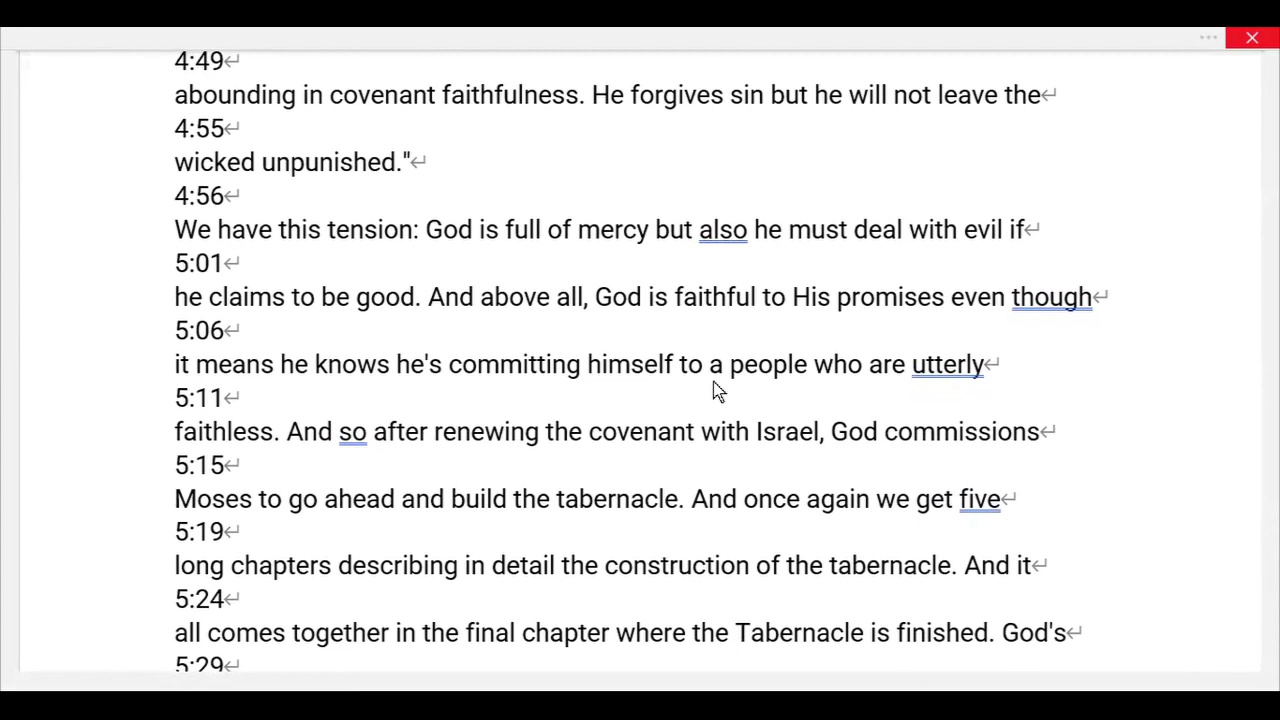 4:49
abounding in covenant faithfulness. He forgives sin but he will not leave the
4:55
wicked unpunished."
4:56
We have this tension: God is full of mercy but also he must deal with evil if
5:01
he claims to be good. And above all, God is faithful to His promises even though
5:06
it means he knows he's committing himself to a people who are utterly
5:11
faithless. And so after renewing the covenant with Israel, God commissions
5:15
Moses to go ahead and build the tabernacle. And once again we get five
5:19
long chapters describing in detail the construction of the tabernacle. And it
5:24
all comes together in the final chapter where the Tabernacle is finished. God's
5:29